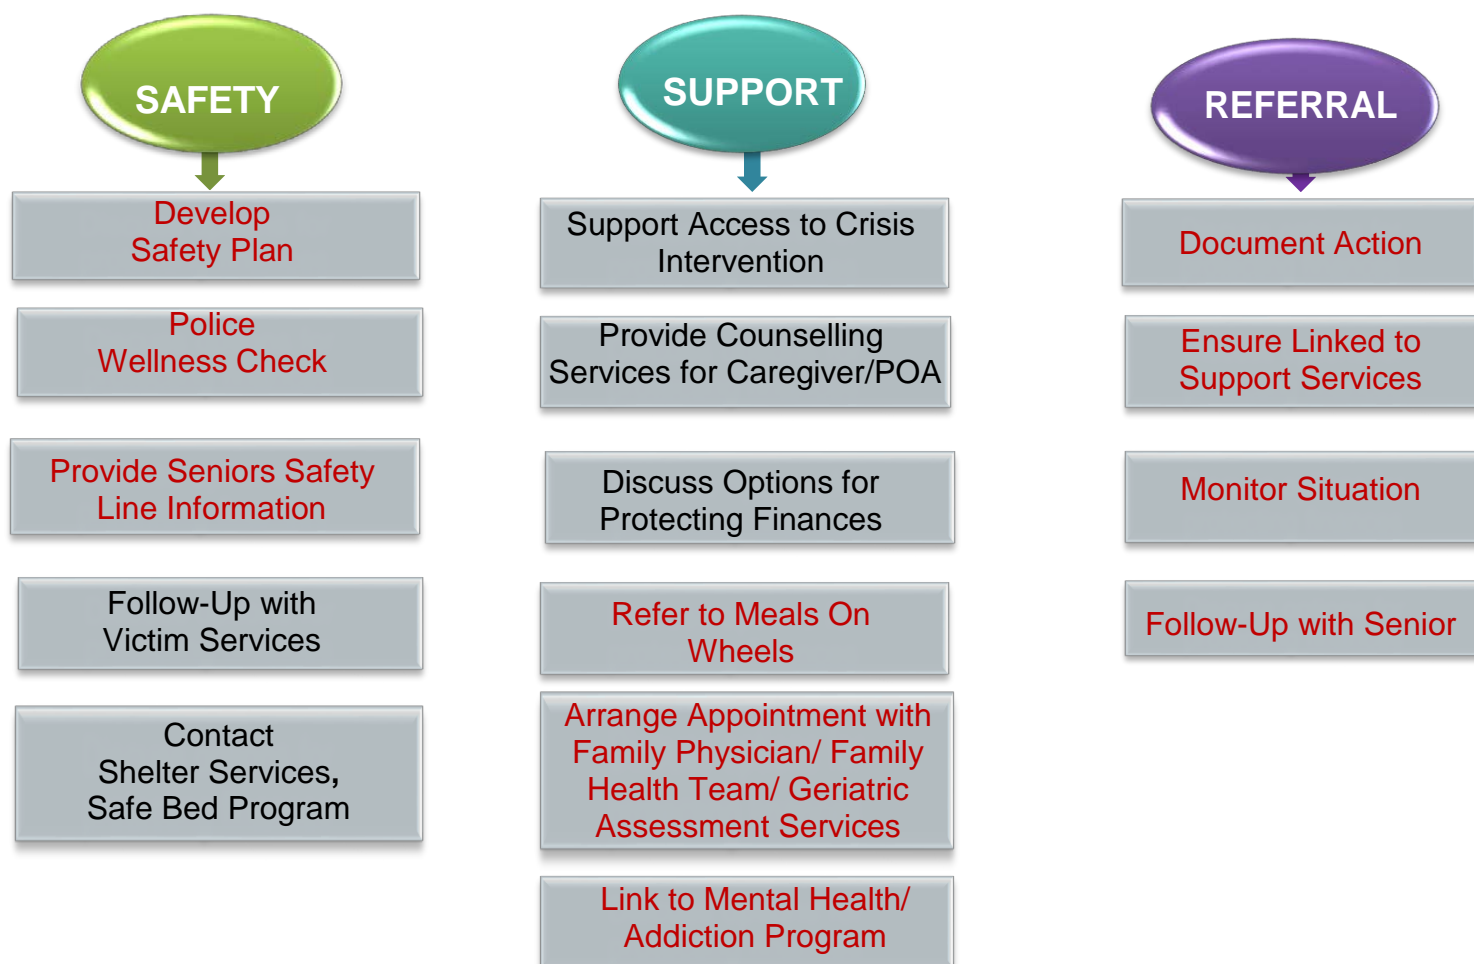 SAFETY
Develop
Safety Plan
Police
Wellness Check
Provide Seniors Safety
Line Information
Follow-Up with
Victim Services
Contact
Shelter Services,
Safe Bed Program
SUPPORT
Support Access to Crisis
Intervention
Provide Counselling
Services for Caregiver/POA
Discuss Options for
Protecting Finances
Refer to Meals On
Wheels
Arrange Appointment with
Family Physician/ Family
Health Team/ Geriatric
Assessment Services
Link to Mental Health/
Addiction Program
REFERRAL
Document Action
Ensure Linked to
Support Services
Monitor Situation
Follow-Up with Senior